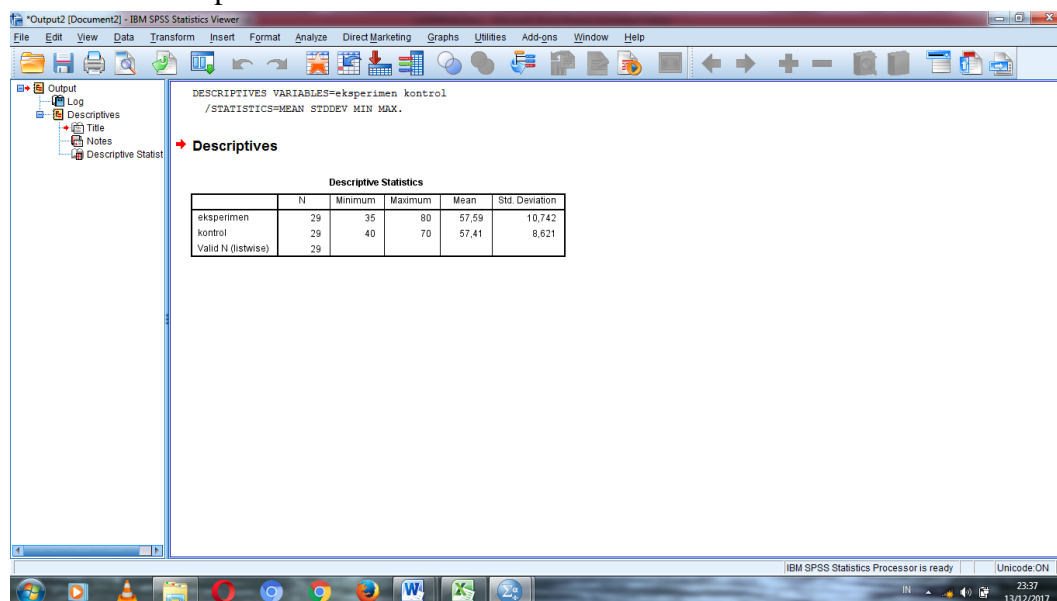 *Output2 [Document2] - IBM SPSS Statistics Viewer
File Edit View Data Transform Insert Format Analyze Direct Marketing Graphs Utilities Add-ons Window Help
Output
Log
Descriptives
Title
Notes
Descriptive Statist
DESCRIPTIVES VARIABLES=eksperimen kontrol
/STATISTICS=MEAN STDDEV MIN MAX.
Descriptives
Descriptive Statistics
N Minimum Maximum Mean Std. Deviation
eksperimen 29 35 80 57,59 10,742
kontrol 29 40 70 57,41 8,621
Valid N (listwise) 29
IBM SPSS Statistics Processor is ready Unicode:ON
IN 23:37
13/12/2017